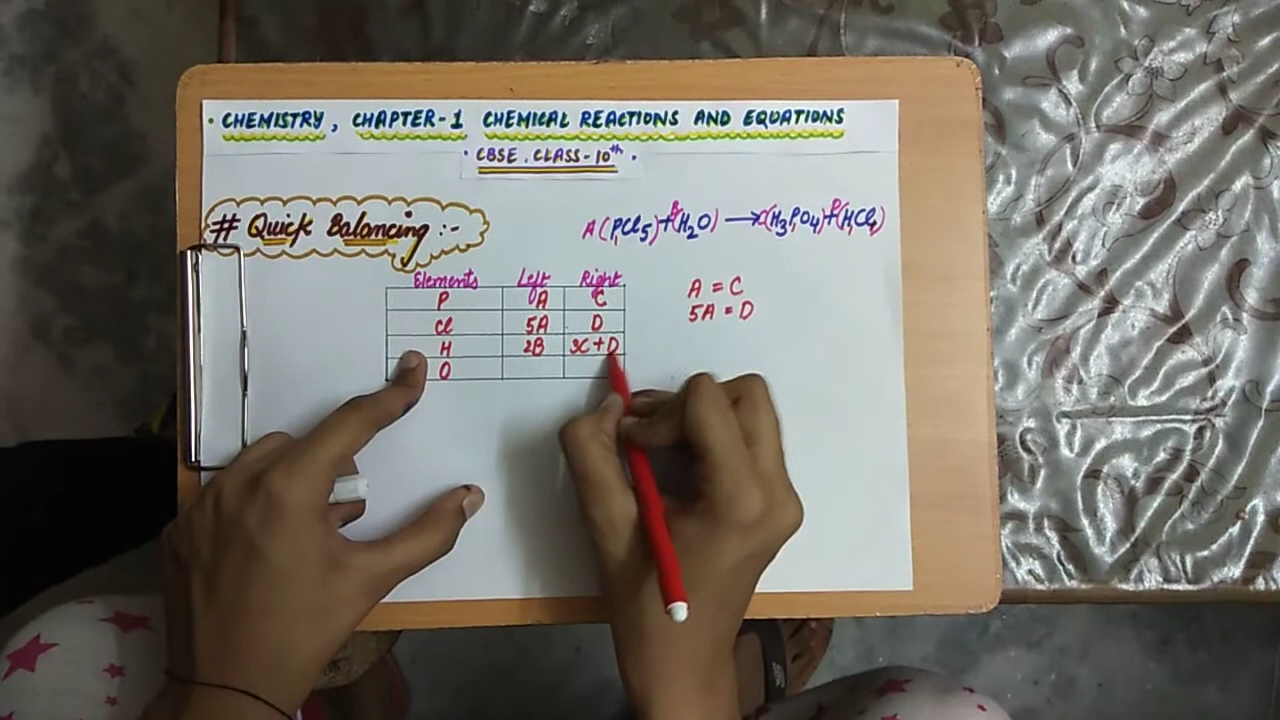 • CHEMISTRY, CHAPTER-1 CHEMICAL REACTIONS AND EQUATIONS
• CBSE. CLASS-10th •
# Quick Balancing :-
A(PCl5)+B(H2O) → C(H3PO4)+D(HCl)
Elements Left Right
P A C
Cl 5A D
H 2B 3C+D
O
A = C
5A = D